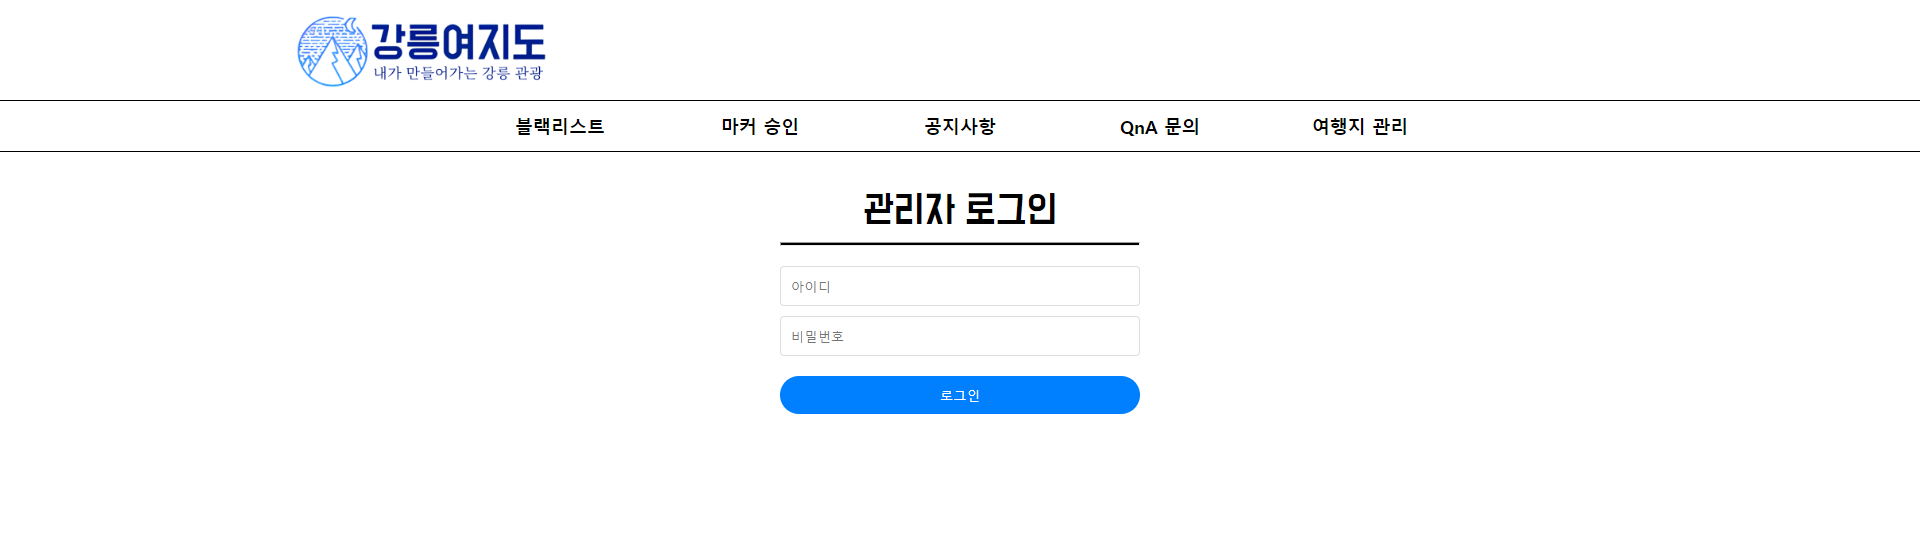 강릉여지도
내가 만들어가는 강릉 관광
블랙리스트 마커 승인 공지사항 QnA 문의 여행지 관리
관리자 로그인
아이디
비밀번호
로그인